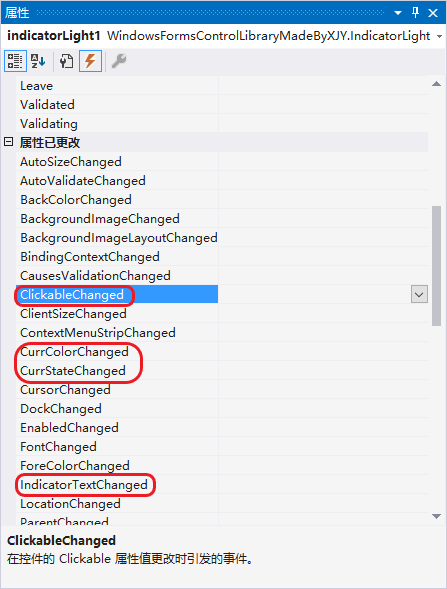 属性
indicatorLight1 WindowsFormsControlLibraryMadeByXJY.IndicatorLight
Leave
Validated
Validating
属性已更改
AutoSizeChanged
AutoValidateChanged
BackColorChanged
BackgroundImageChanged
BackgroundImageLayoutChanged
BindingContextChanged
CausesValidationChanged
ClickableChanged
ClientSizeChanged
ContextMenuStripChanged
CurrColorChanged
CurrStateChanged
CursorChanged
DockChanged
EnabledChanged
FontChanged
ForeColorChanged
IndicatorTextChanged
LocationChanged
ParentChanged
ClickableChanged
在控件的 Clickable 属性值更改时引发的事件。